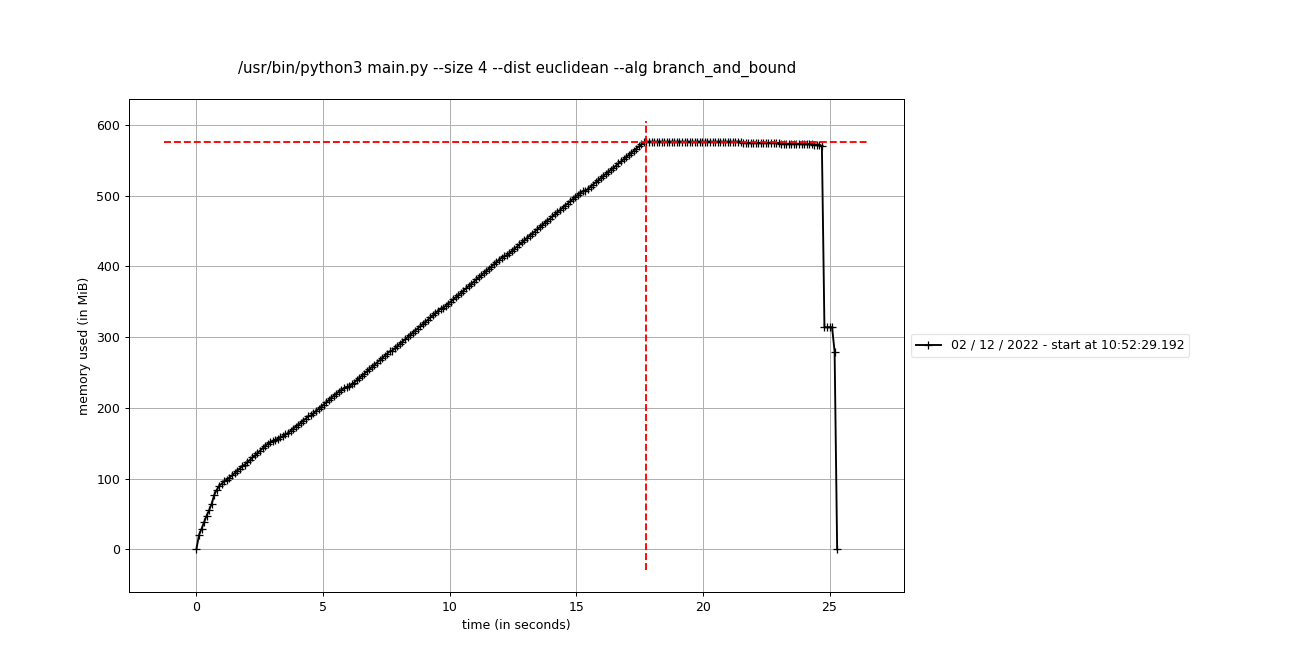 /usr/bin/python3 main.py --size 4 --dist euclidean --alg branch_and_bound
600
500
400
300
200
100
0
memory used (in MiB)
02 / 12 / 2022 - start at 10:52:29.192
0 5 10 15 20 25
time (in seconds)